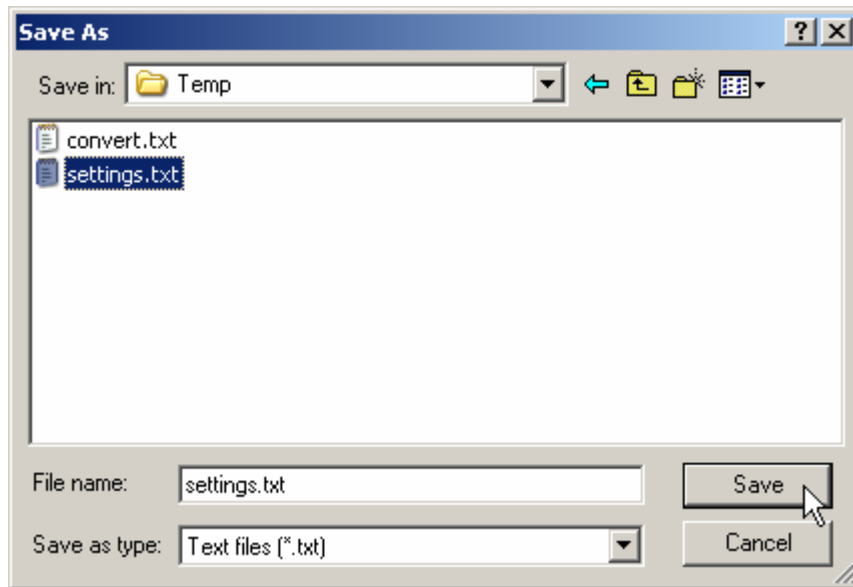 Save As
Save in: Temp
convert.txt
settings.txt
File name: settings.txt Save
Save as type: Text files (*.txt) Cancel